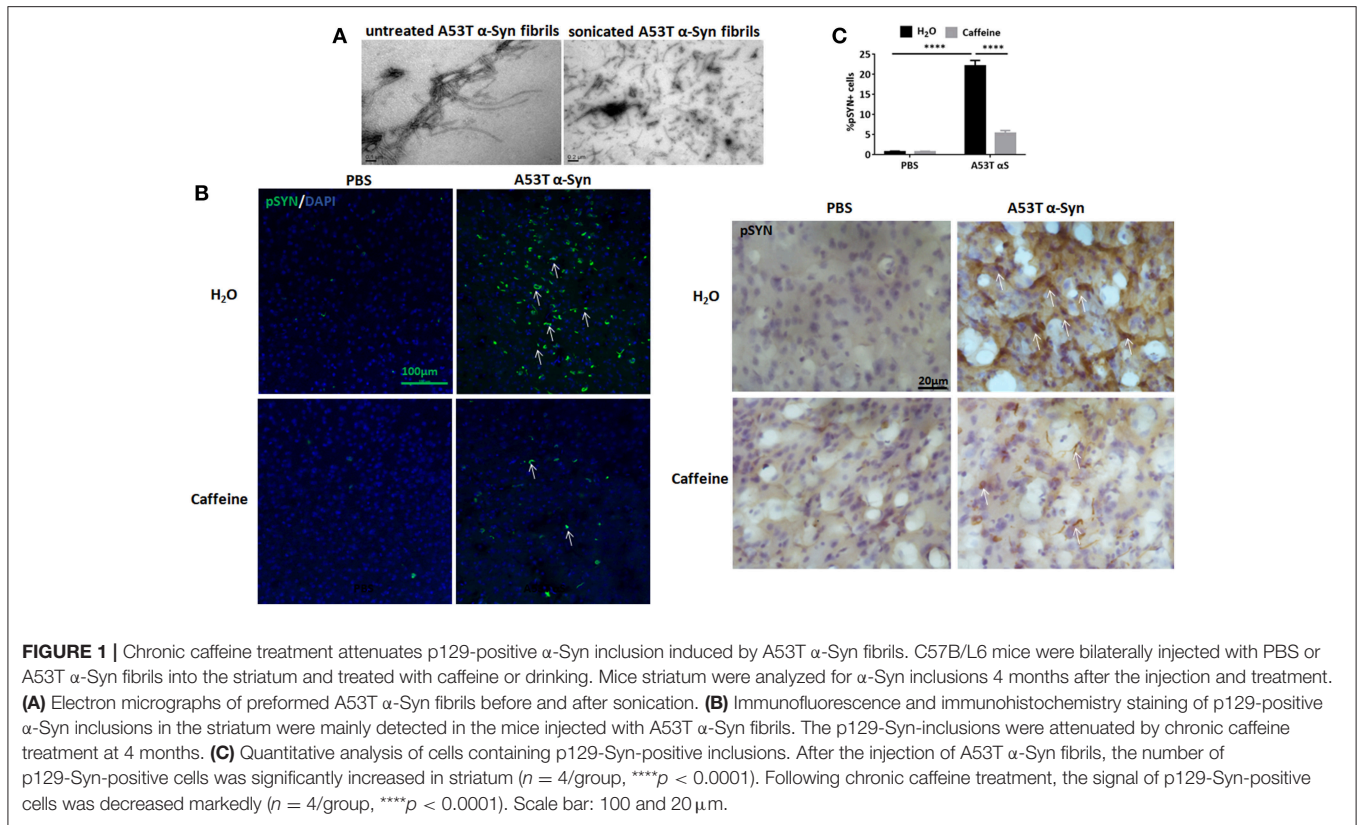 A
untreated A53T α-Syn fibrils
sonicated A53T α-Syn fibrils
0.2 μm
C
H₂O
Caffeine
****
****
%pSYN+ cells
25
20
15
10
5
0
PBS
A53T αS
B
PBS
A53T α-Syn
pSYN/DAPI
H₂O
100μm
Caffeine
PBS
PBS
A53T α-Syn
pSYN
H₂O
20μm
Caffeine
FIGURE 1 | Chronic caffeine treatment attenuates p129-positive α-Syn inclusion induced by A53T α-Syn fibrils. C57B/L6 mice were bilaterally injected with PBS or
A53T α-Syn fibrils into the striatum and treated with caffeine or drinking. Mice striatum were analyzed for α-Syn inclusions 4 months after the injection and treatment.
(A) Electron micrographs of preformed A53T α-Syn fibrils before and after sonication. (B) Immunofluorescence and immunohistochemistry staining of p129-positive
α-Syn inclusions in the striatum were mainly detected in the mice injected with A53T α-Syn fibrils. The p129-Syn-inclusions were attenuated by chronic caffeine
treatment at 4 months. (C) Quantitative analysis of cells containing p129-Syn-positive inclusions. After the injection of A53T α-Syn fibrils, the number of
p129-Syn-positive cells was significantly increased in striatum (n = 4/group, ****p < 0.0001). Following chronic caffeine treatment, the signal of p129-Syn-positive
cells was decreased markedly (n = 4/group, ****p < 0.0001). Scale bar: 100 and 20 μm.